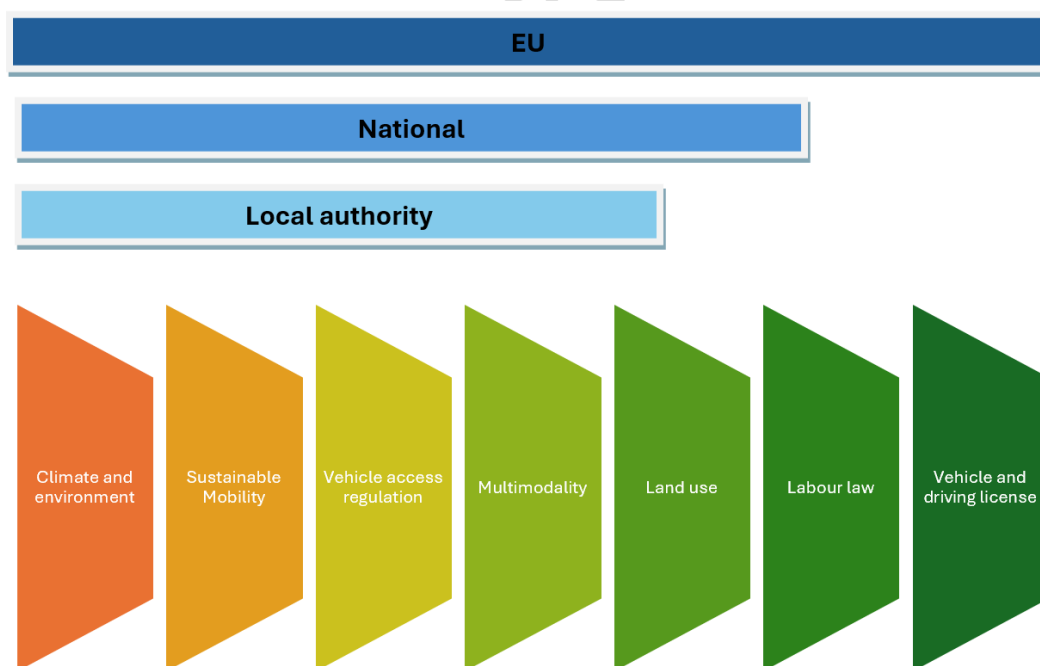 EU
National
Local authority
Climate and
environment
Sustainable
Mobility
Vehicle access
regulation
Multimodality
Land use
Labour law
Vehicle and
driving license